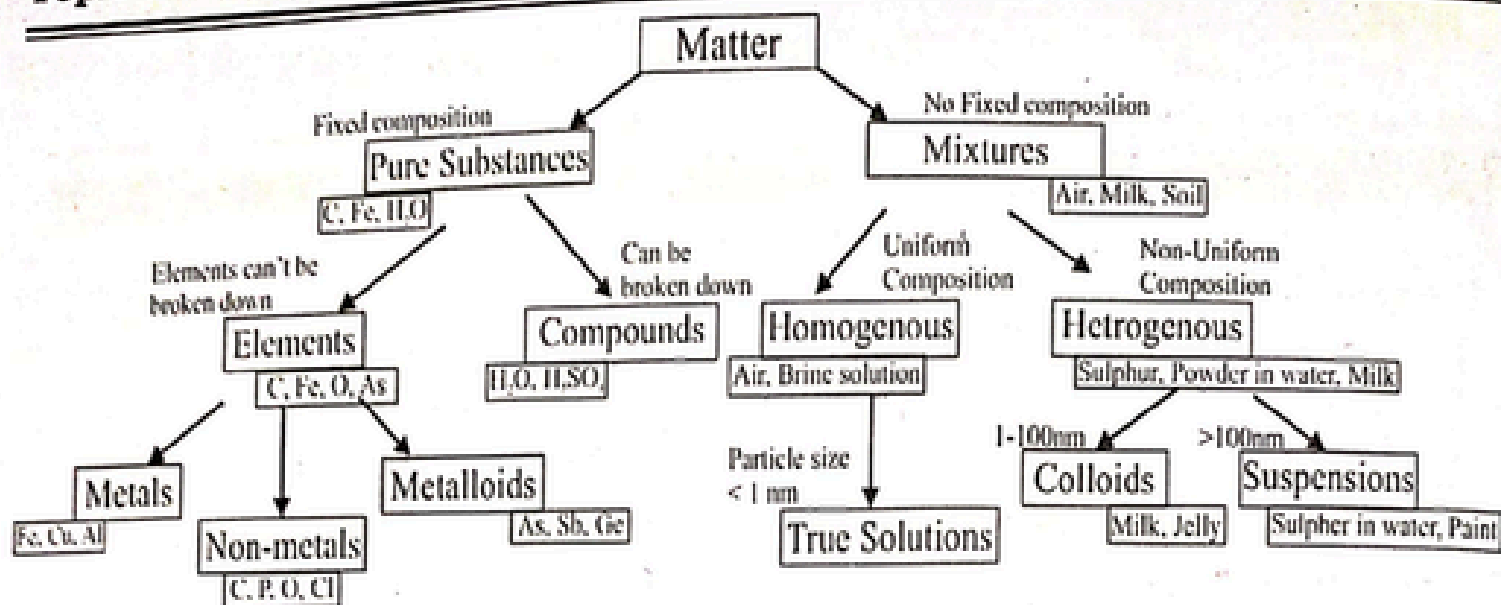 Matter
Fixed composition
No Fixed composition
Pure Substances
Mixtures
C, Fe, H₂O
Air, Milk, Soil
Elements can't be
broken down
Can be
broken down
Uniform
Composition
Non-Uniform
Composition
Elements
Compounds
Homogenous
Hetrogenous
C, Fe, O, As
H₂O, H₂SO₄
Air, Brine solution
Sulphur, Powder in water, Milk
Particle size
< 1 nm
1-100nm
>100nm
Metals
Non-metals
Metalloids
True Solutions
Colloids
Suspensions
Fe, Cu, Al
C, P, O, Cl
As, Sb, Ge
Milk, Jelly
Sulpher in water, Paint